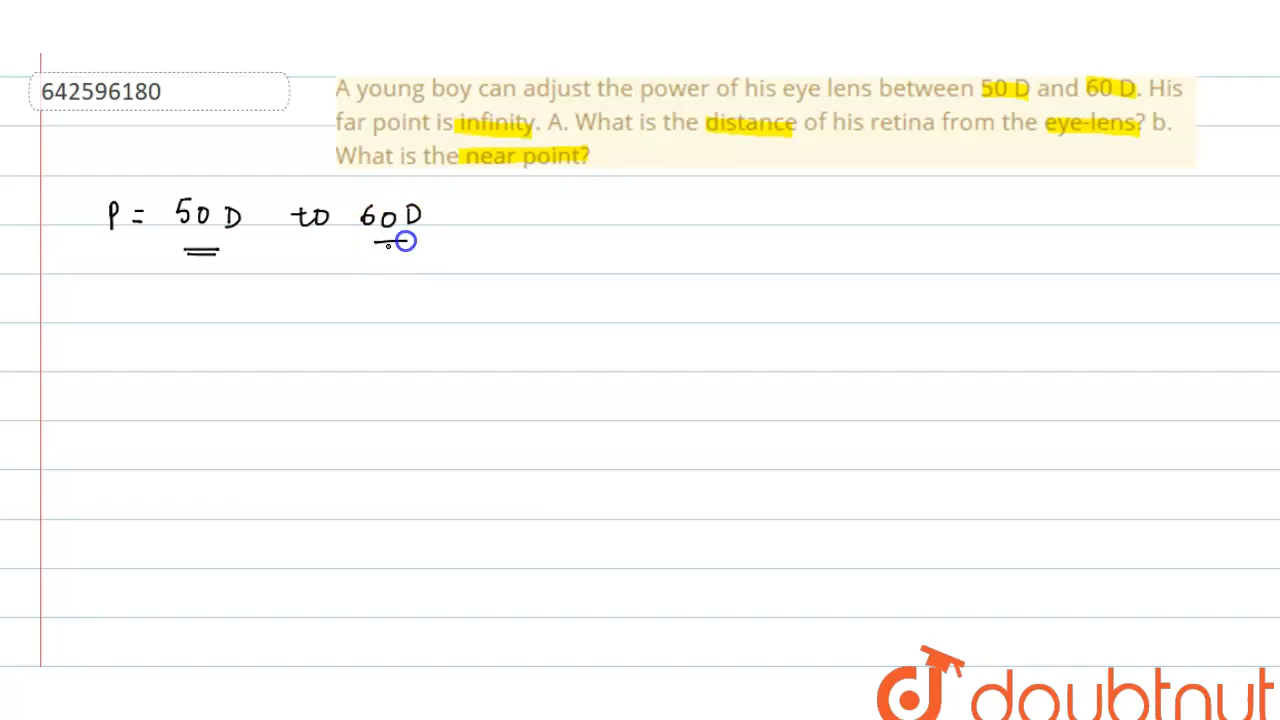 642596180
A young boy can adjust the power of his eye lens between 50 D and 60 D. His
far point is infinity. A. What is the distance of his retina from the eye-lens? b.
What is the near point?
P = 50 D to 60 D
doubtnut